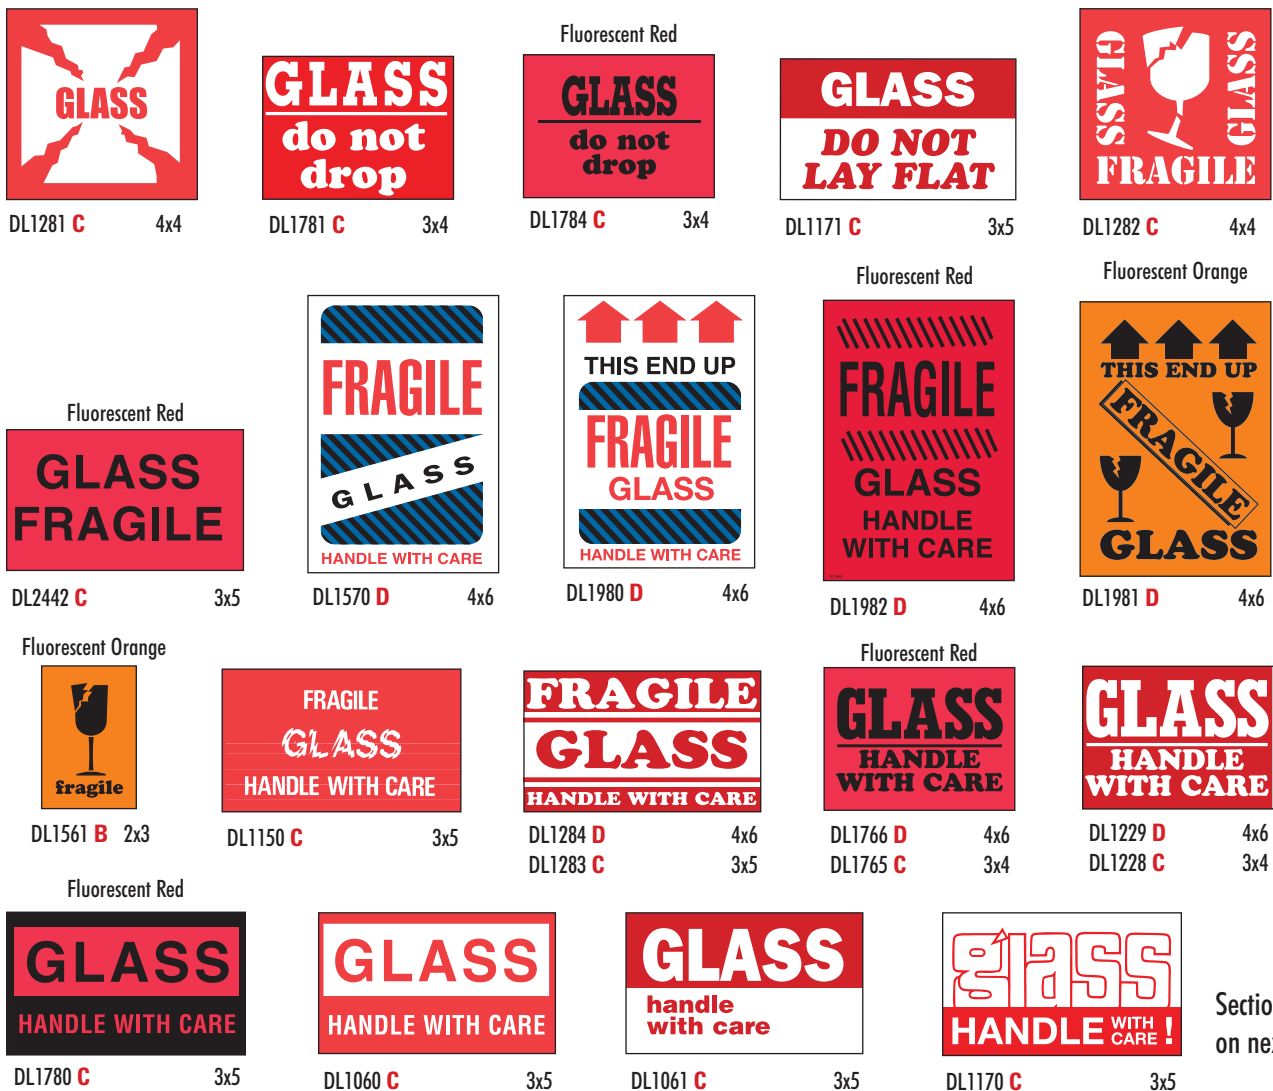 GLASS
DL1281 C 4x4
GLASS
do not
drop
DL1781 C 3x4
Fluorescent Red
GLASS
do not
drop
DL1784 C 3x4
GLASS
DO NOT
LAY FLAT
DL1171 C 3x5
GLASS
GLASS
FRAGILE
DL1282 C 4x4
Fluorescent Red
GLASS
FRAGILE
DL2442 C 3x5
FRAGILE
GLASS
HANDLE WITH CARE
DL1570 D 4x6
THIS END UP
FRAGILE
GLASS
HANDLE WITH CARE
DL1980 D 4x6
Fluorescent Red
FRAGILE
GLASS
HANDLE
WITH CARE
DL1982 D 4x6
Fluorescent Orange
THIS END UP
FRAGILE
GLASS
DL1981 D 4x6
Fluorescent Orange
fragile
DL1561 B 2x3
FRAGILE
GLASS
HANDLE WITH CARE
DL1150 C 3x5
FRAGILE
GLASS
HANDLE WITH CARE
DL1284 D 4x6
DL1283 C 3x5
Fluorescent Red
GLASS
HANDLE
WITH CARE
DL1766 D 4x6
DL1765 C 3x4
GLASS
HANDLE
WITH CARE
DL1229 D 4x6
DL1228 C 3x4
Fluorescent Red
GLASS
HANDLE WITH CARE
DL1780 C 3x5
GLASS
HANDLE WITH CARE
DL1060 C 3x5
GLASS
handle
with care
DL1061 C 3x5
glass
HANDLE WITH CARE !
DL1170 C 3x5
Sectio
on ne